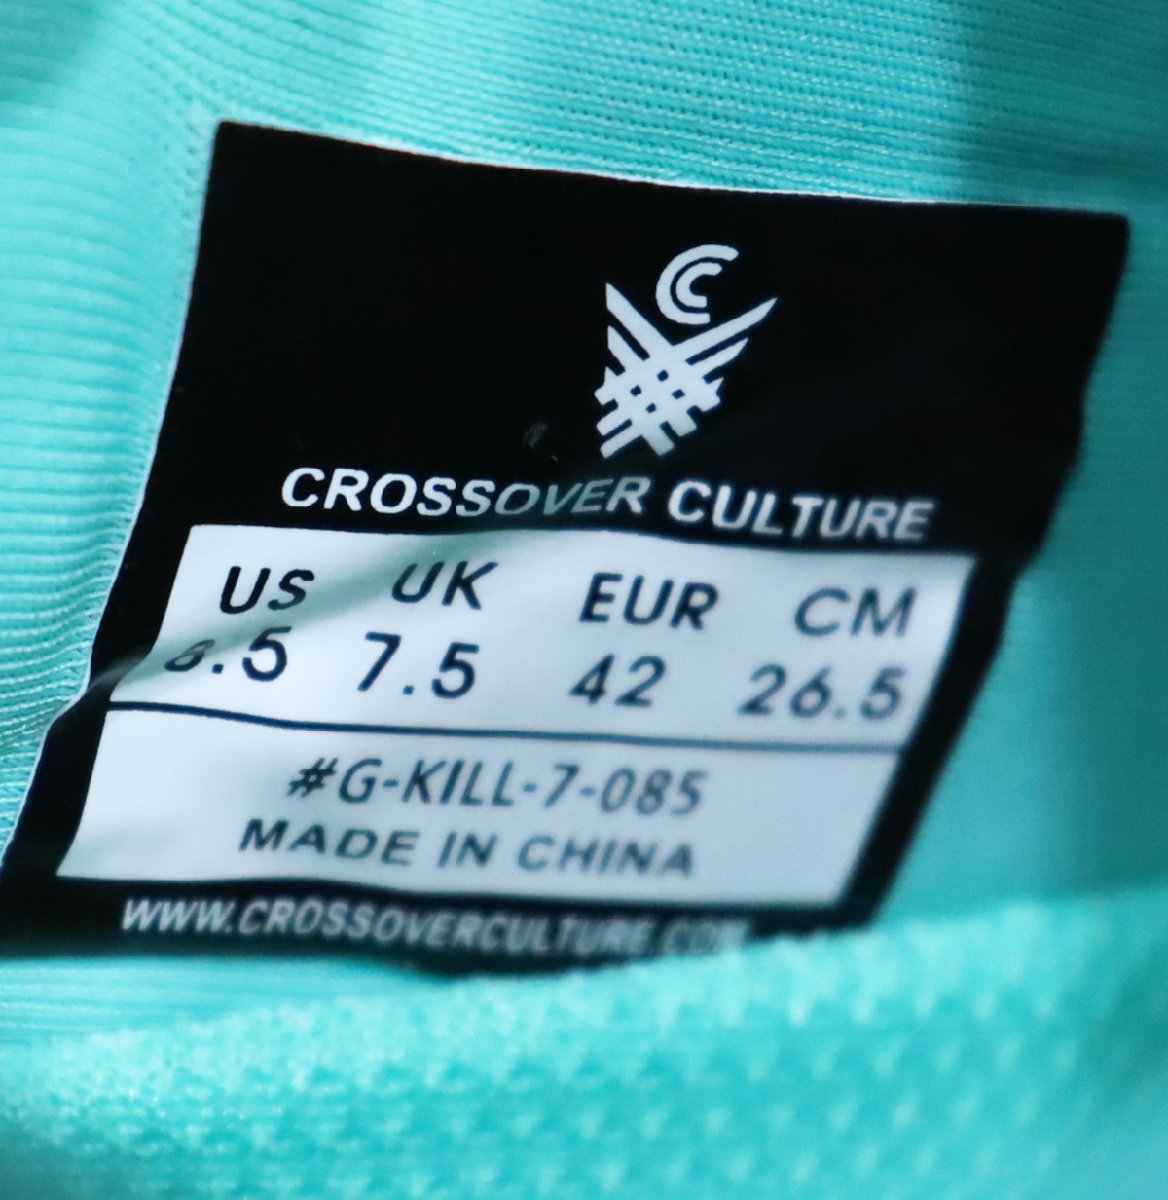 CROSSOVER CULTURE
US UK EUR CM
8.5 7.5 42 26.5
#G-KILL-7-085
MADE IN CHINA
WWW.CROSSOVERCULTURE.COM